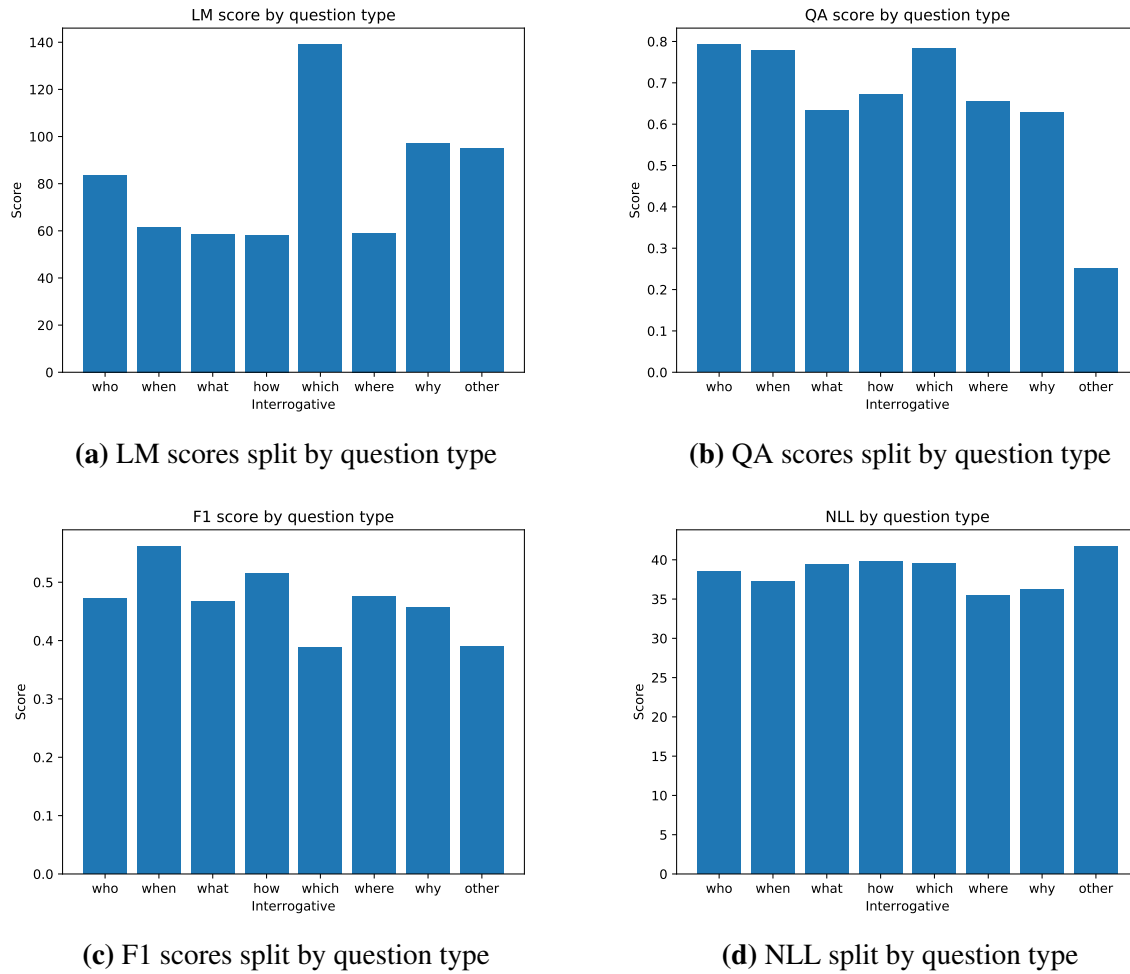 LM score by question type
140
120
100
80
60
40
20
0
Score
who when what how which where why other
Interrogative
(a) LM scores split by question type
QA score by question type
0.8
0.7
0.6
0.5
0.4
0.3
0.2
0.1
0.0
Score
who when what how which where why other
Interrogative
(b) QA scores split by question type
F1 score by question type
0.5
0.4
0.3
0.2
0.1
0.0
Score
who when what how which where why other
Interrogative
(c) F1 scores split by question type
NLL by question type
40
35
30
25
20
15
10
5
0
Score
who when what how which where why other
Interrogative
(d) NLL split by question type